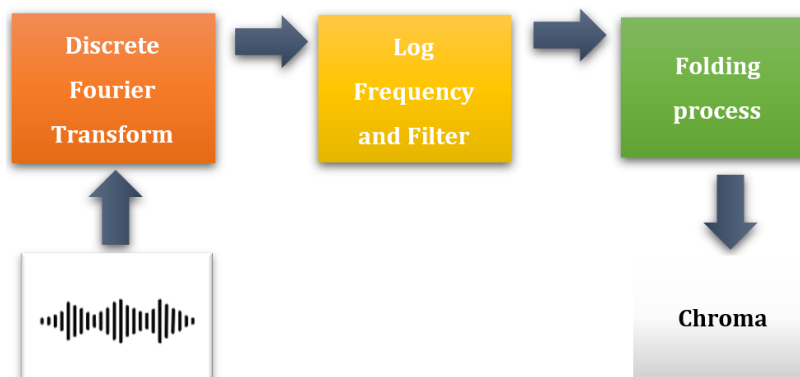 Discrete
Fourier
Transform
Log
Frequency
and Filter
Folding
process
Chroma